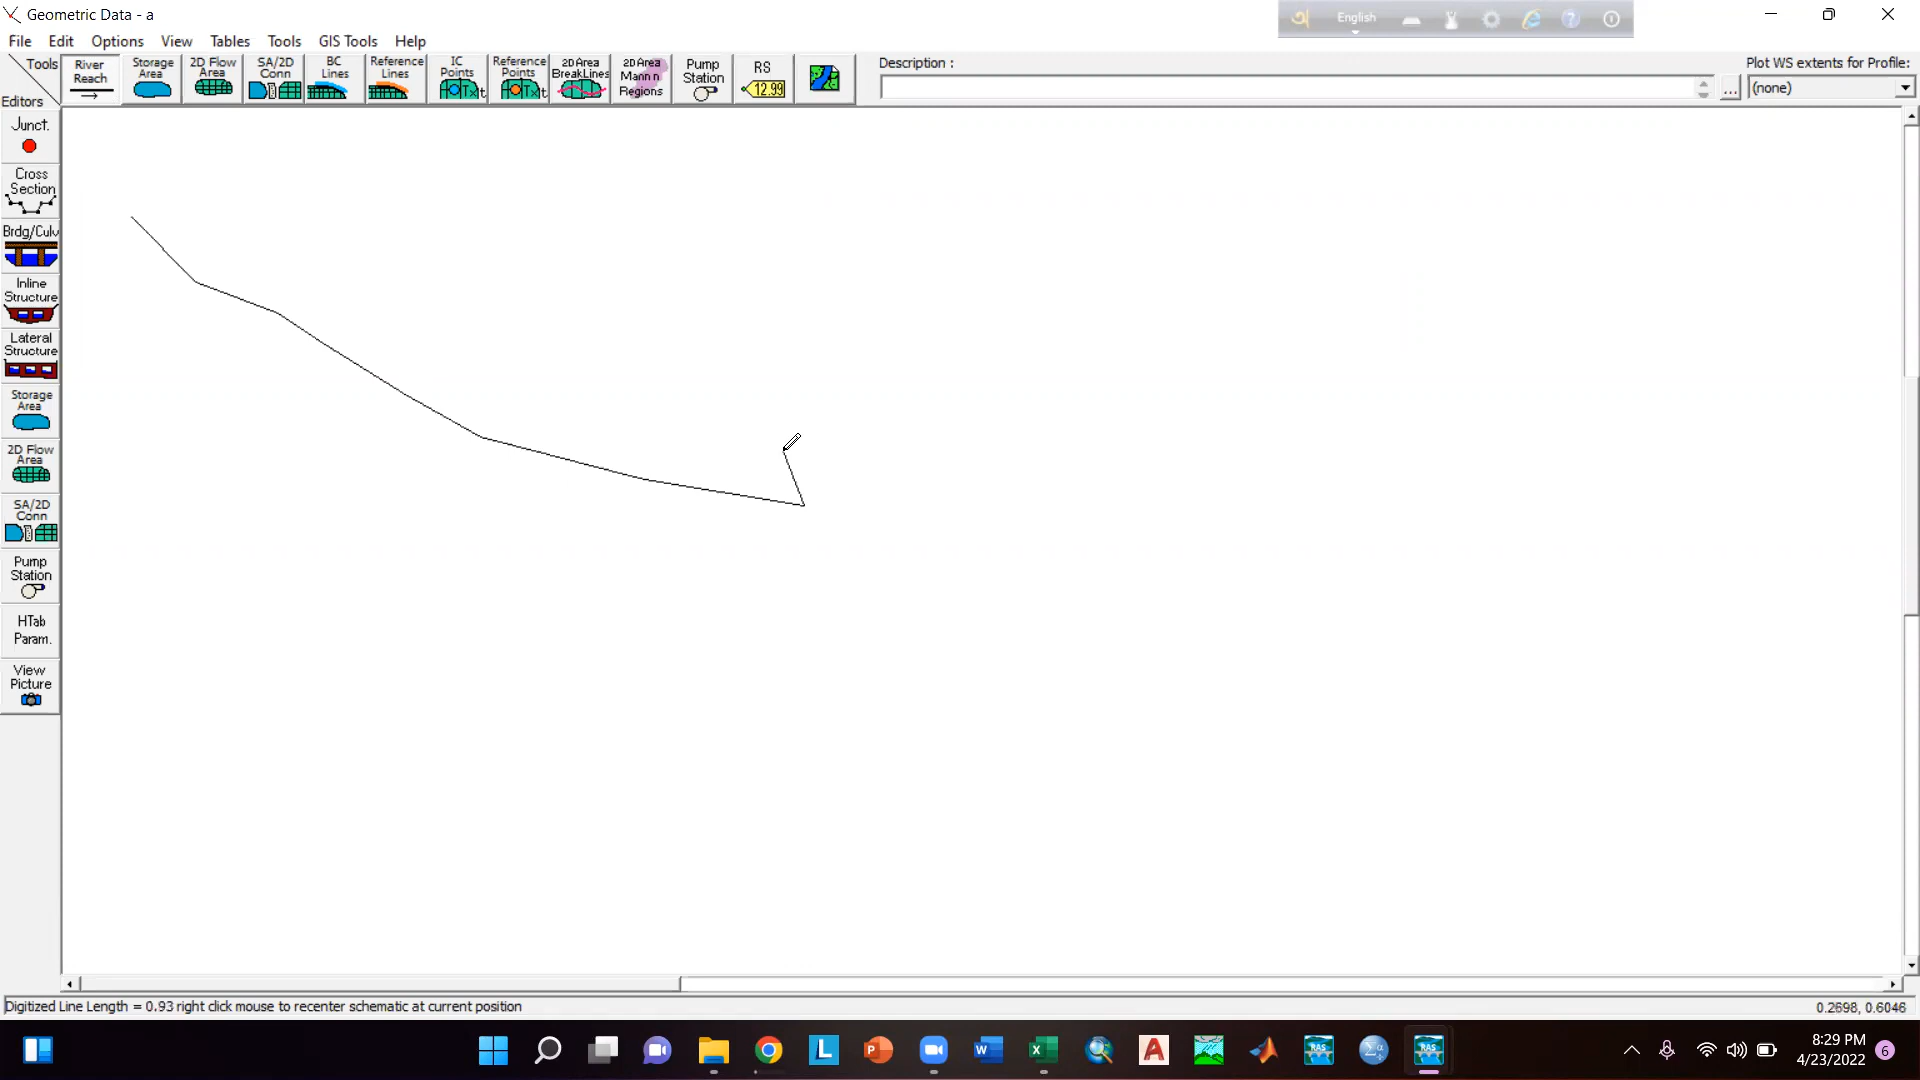 Geometric Data - a
অ English
File Edit Options View Tables Tools GIS Tools Help
Tools
Editors
River
Reach
Storage
Area
2D Flow
Area
SA/2D
Conn
BC
Lines
Reference
Lines
IC
Points
Reference
Points
2D Area
BreakLines
2D Area
Mann n
Regions
Pump
Station
RS
12.99
Description :
...
Plot WS extents for Profile:
(none)
Junct.
Cross
Section
Brdg/Culv
Inline
Structure
Lateral
Structure
Storage
Area
2D Flow
Area
SA/2D
Conn
Pump
Station
HTab
Param.
View
Picture
Digitized Line Length = 0.93 right click mouse to recenter schematic at current position
0.2698, 0.6046
8:29 PM
4/23/2022
6